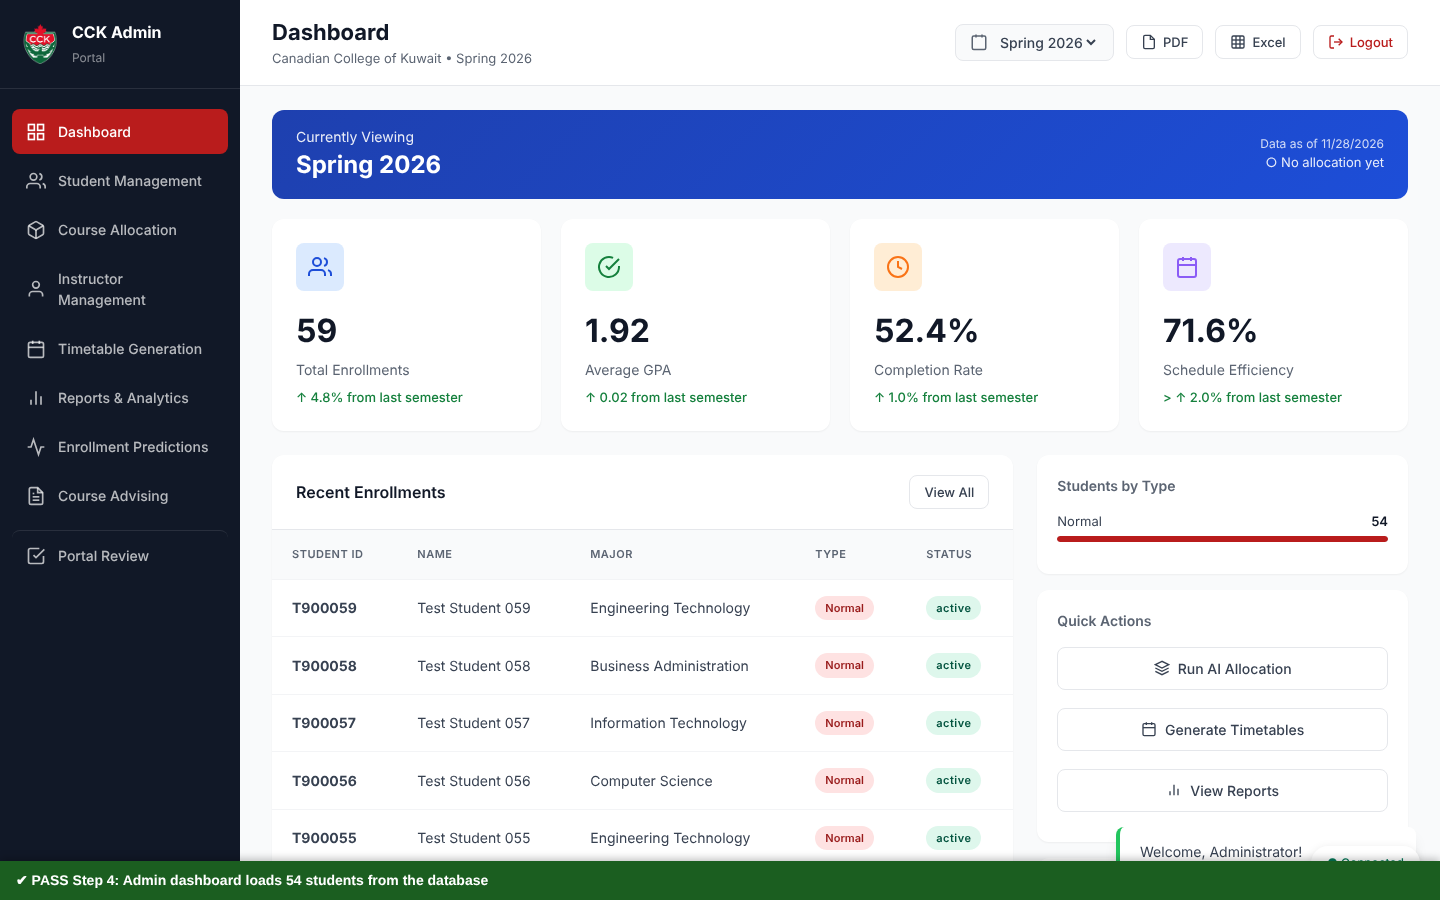 CCK
CCK Admin
Portal
Dashboard
Student Management
Course Allocation
Instructor
Management
Timetable Generation
Reports & Analytics
Enrollment Predictions
Course Advising
Portal Review
Dashboard
Canadian College of Kuwait • Spring 2026
Spring 2026
PDF
Excel
Logout
Currently Viewing
Spring 2026
Data as of 11/28/2026
○ No allocation yet
59
Total Enrollments
↑ 4.8% from last semester
1.92
Average GPA
↑ 0.02 from last semester
52.4%
Completion Rate
↑ 1.0% from last semester
71.6%
Schedule Efficiency
> ↑ 2.0% from last semester
Recent Enrollments
View All
STUDENT ID NAME MAJOR TYPE STATUS
T900059 Test Student 059 Engineering Technology Normal active
T900058 Test Student 058 Business Administration Normal active
T900057 Test Student 057 Information Technology Normal active
T900056 Test Student 056 Computer Science Normal active
T900055 Test Student 055 Engineering Technology Normal active
Students by Type
Normal 54
Quick Actions
Run AI Allocation
Generate Timetables
View Reports
Welcome, Administrator!
Connected
✔ PASS Step 4: Admin dashboard loads 54 students from the database